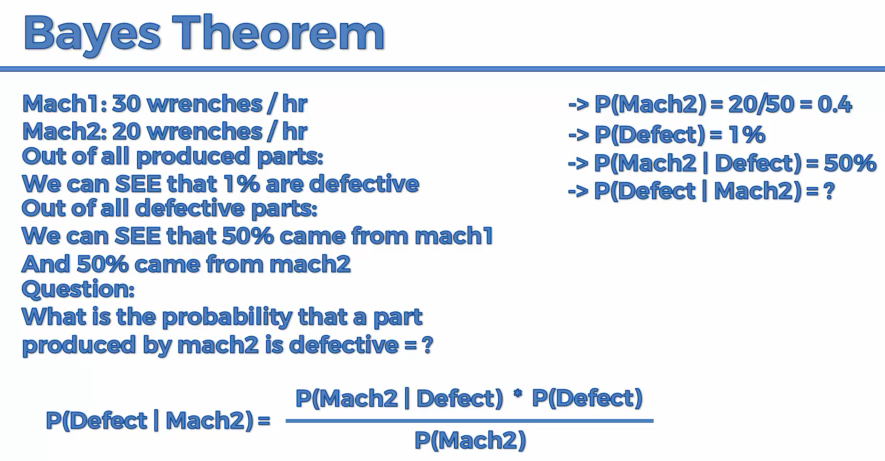 Bayes Theorem
Mach1: 30 wrenches / hr
Mach2: 20 wrenches / hr
Out of all produced parts:
We can SEE that 1% are defective
Out of all defective parts:
We can SEE that 50% came from mach1
And 50% came from mach2
Question:
What is the probability that a part
produced by mach2 is defective = ?
-> P(Mach2) = 20/50 = 0.4
-> P(Defect) = 1%
-> P(Mach2 | Defect) = 50%
-> P(Defect | Mach2) = ?
P(Mach2 | Defect) * P(Defect)
P(Defect | Mach2) =
P(Mach2)